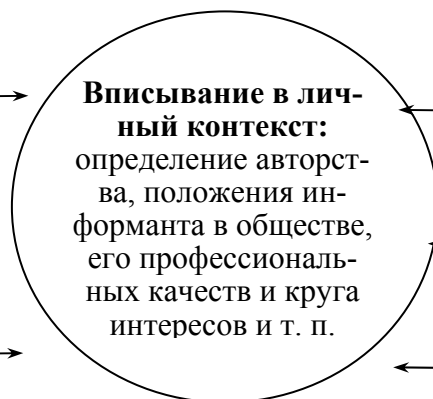 Вписывание в лич-
ный контекст:
определение авторст-
ва, положения ин-
форманта в обществе,
его профессиональ-
ных качеств и круга
интересов и т. п.